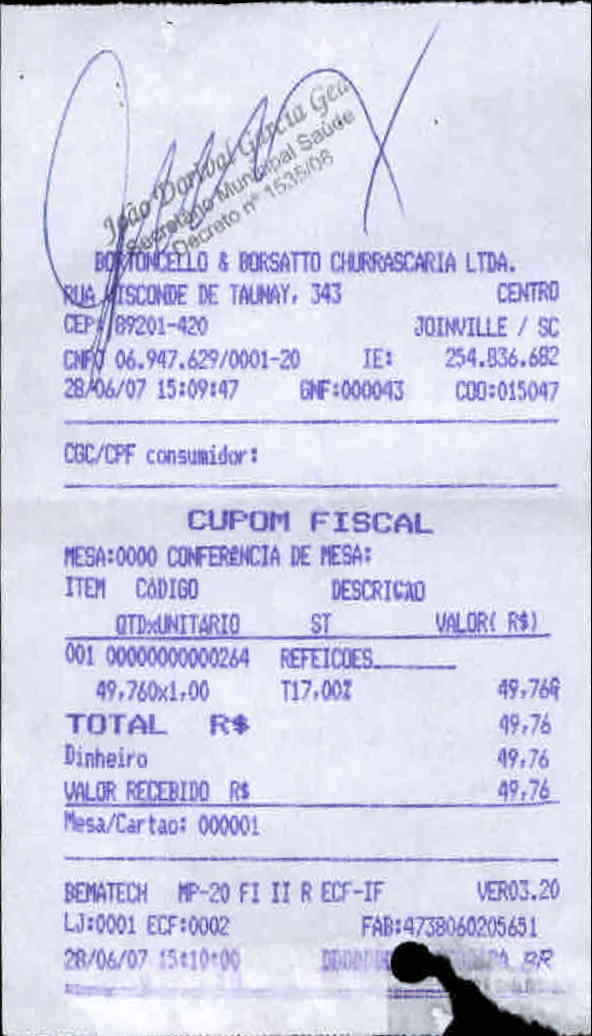 João Dorival Garcia Gea
Secretário Municipal Saúde
Decreto nº 1535/06
BORTONCELLO & BORSATTO CHURRASCARIA LTDA.
RUA VISCONDE DE TAUNAY, 343 CENTRO
CEP: 89201-420 JOINVILLE / SC
CNPJ 06.947.629/0001-20 IE: 254.836.682
28/06/07 15:09:47 GNF:000043 COO:015047
CGC/CPF consumidor:
CUPOM FISCAL
MESA:0000 CONFERÊNCIA DE MESA:
ITEM CÓDIGO DESCRIÇÃO
QTDxUNITARIO ST VALOR( R$)
001 00000000000264 REFEICOES
49,760x1,00 T17,00% 49,76
TOTAL R$ 49,76
Dinheiro 49,76
VALOR RECEBIDO R$ 49,76
Mesa/Cartao: 000001
BEMATECH MP-20 FI II R ECF-IF VER03.20
LJ:0001 ECF:0002 FAB:4738060205651
28/06/07 15:10:00 BR